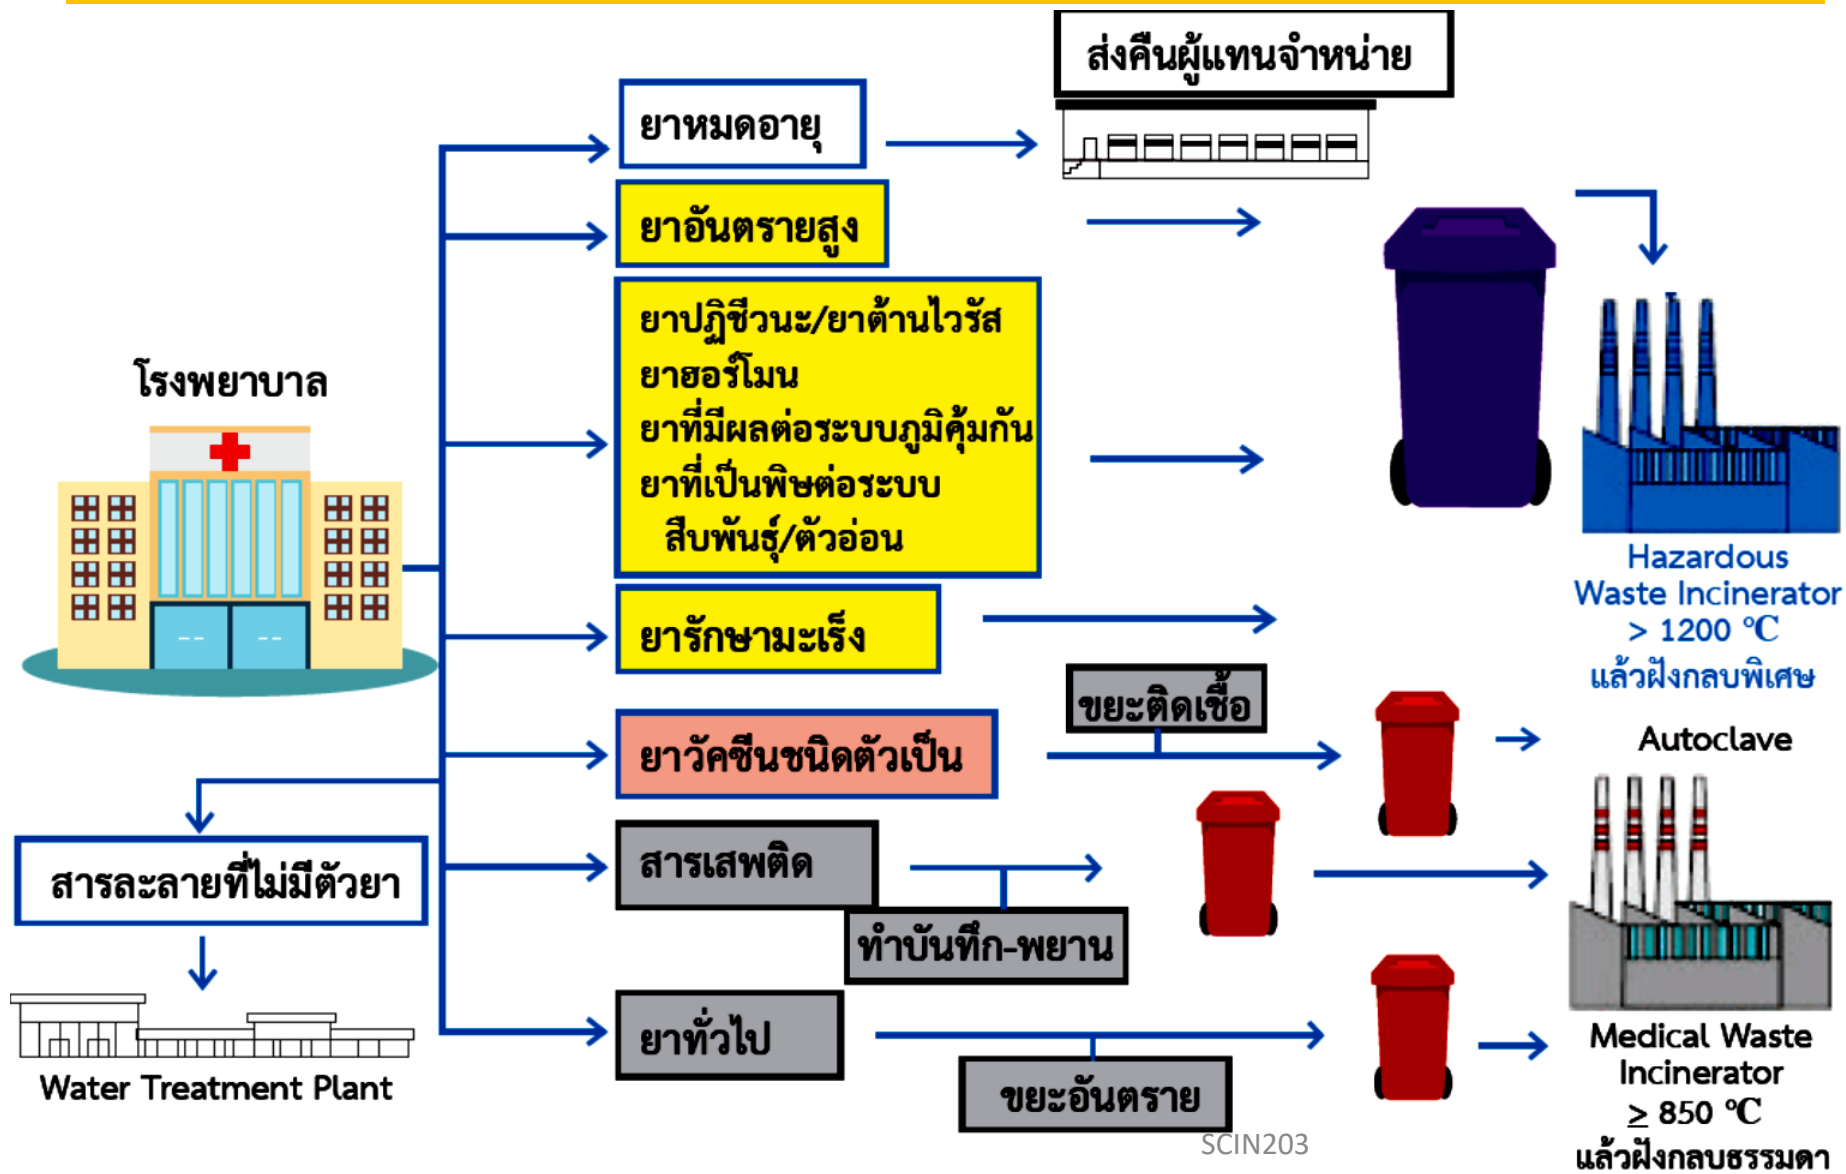 ส่งคืนผู้แทนจำหน่าย
ยาหมดอายุ
ยาอันตรายสูง
ยาปฏิชีวนะ/ยาต้านไวรัส
ยาฮอร์โมน
ยาที่มีผลต่อระบบภูมิคุ้มกัน
ยาที่เป็นพิษต่อระบบ
สืบพันธุ์/ตัวอ่อน
โรงพยาบาล
Hazardous
Waste Incinerator
> 1200 °C
แล้วฝังกลบพิเศษ
ยารักษามะเร็ง
ขยะติดเชื้อ
ยาวัคซีนชนิดตัวเป็น
Autoclave
สารเสพติด
ทำบันทึก-พยาน
สารละลายที่ไม่มีตัวยา
ยาทั่วไป
ขยะอันตราย
Water Treatment Plant
Medical Waste
Incinerator
≥ 850 °C
แล้วฝังกลบธรรมดา
SCIN203